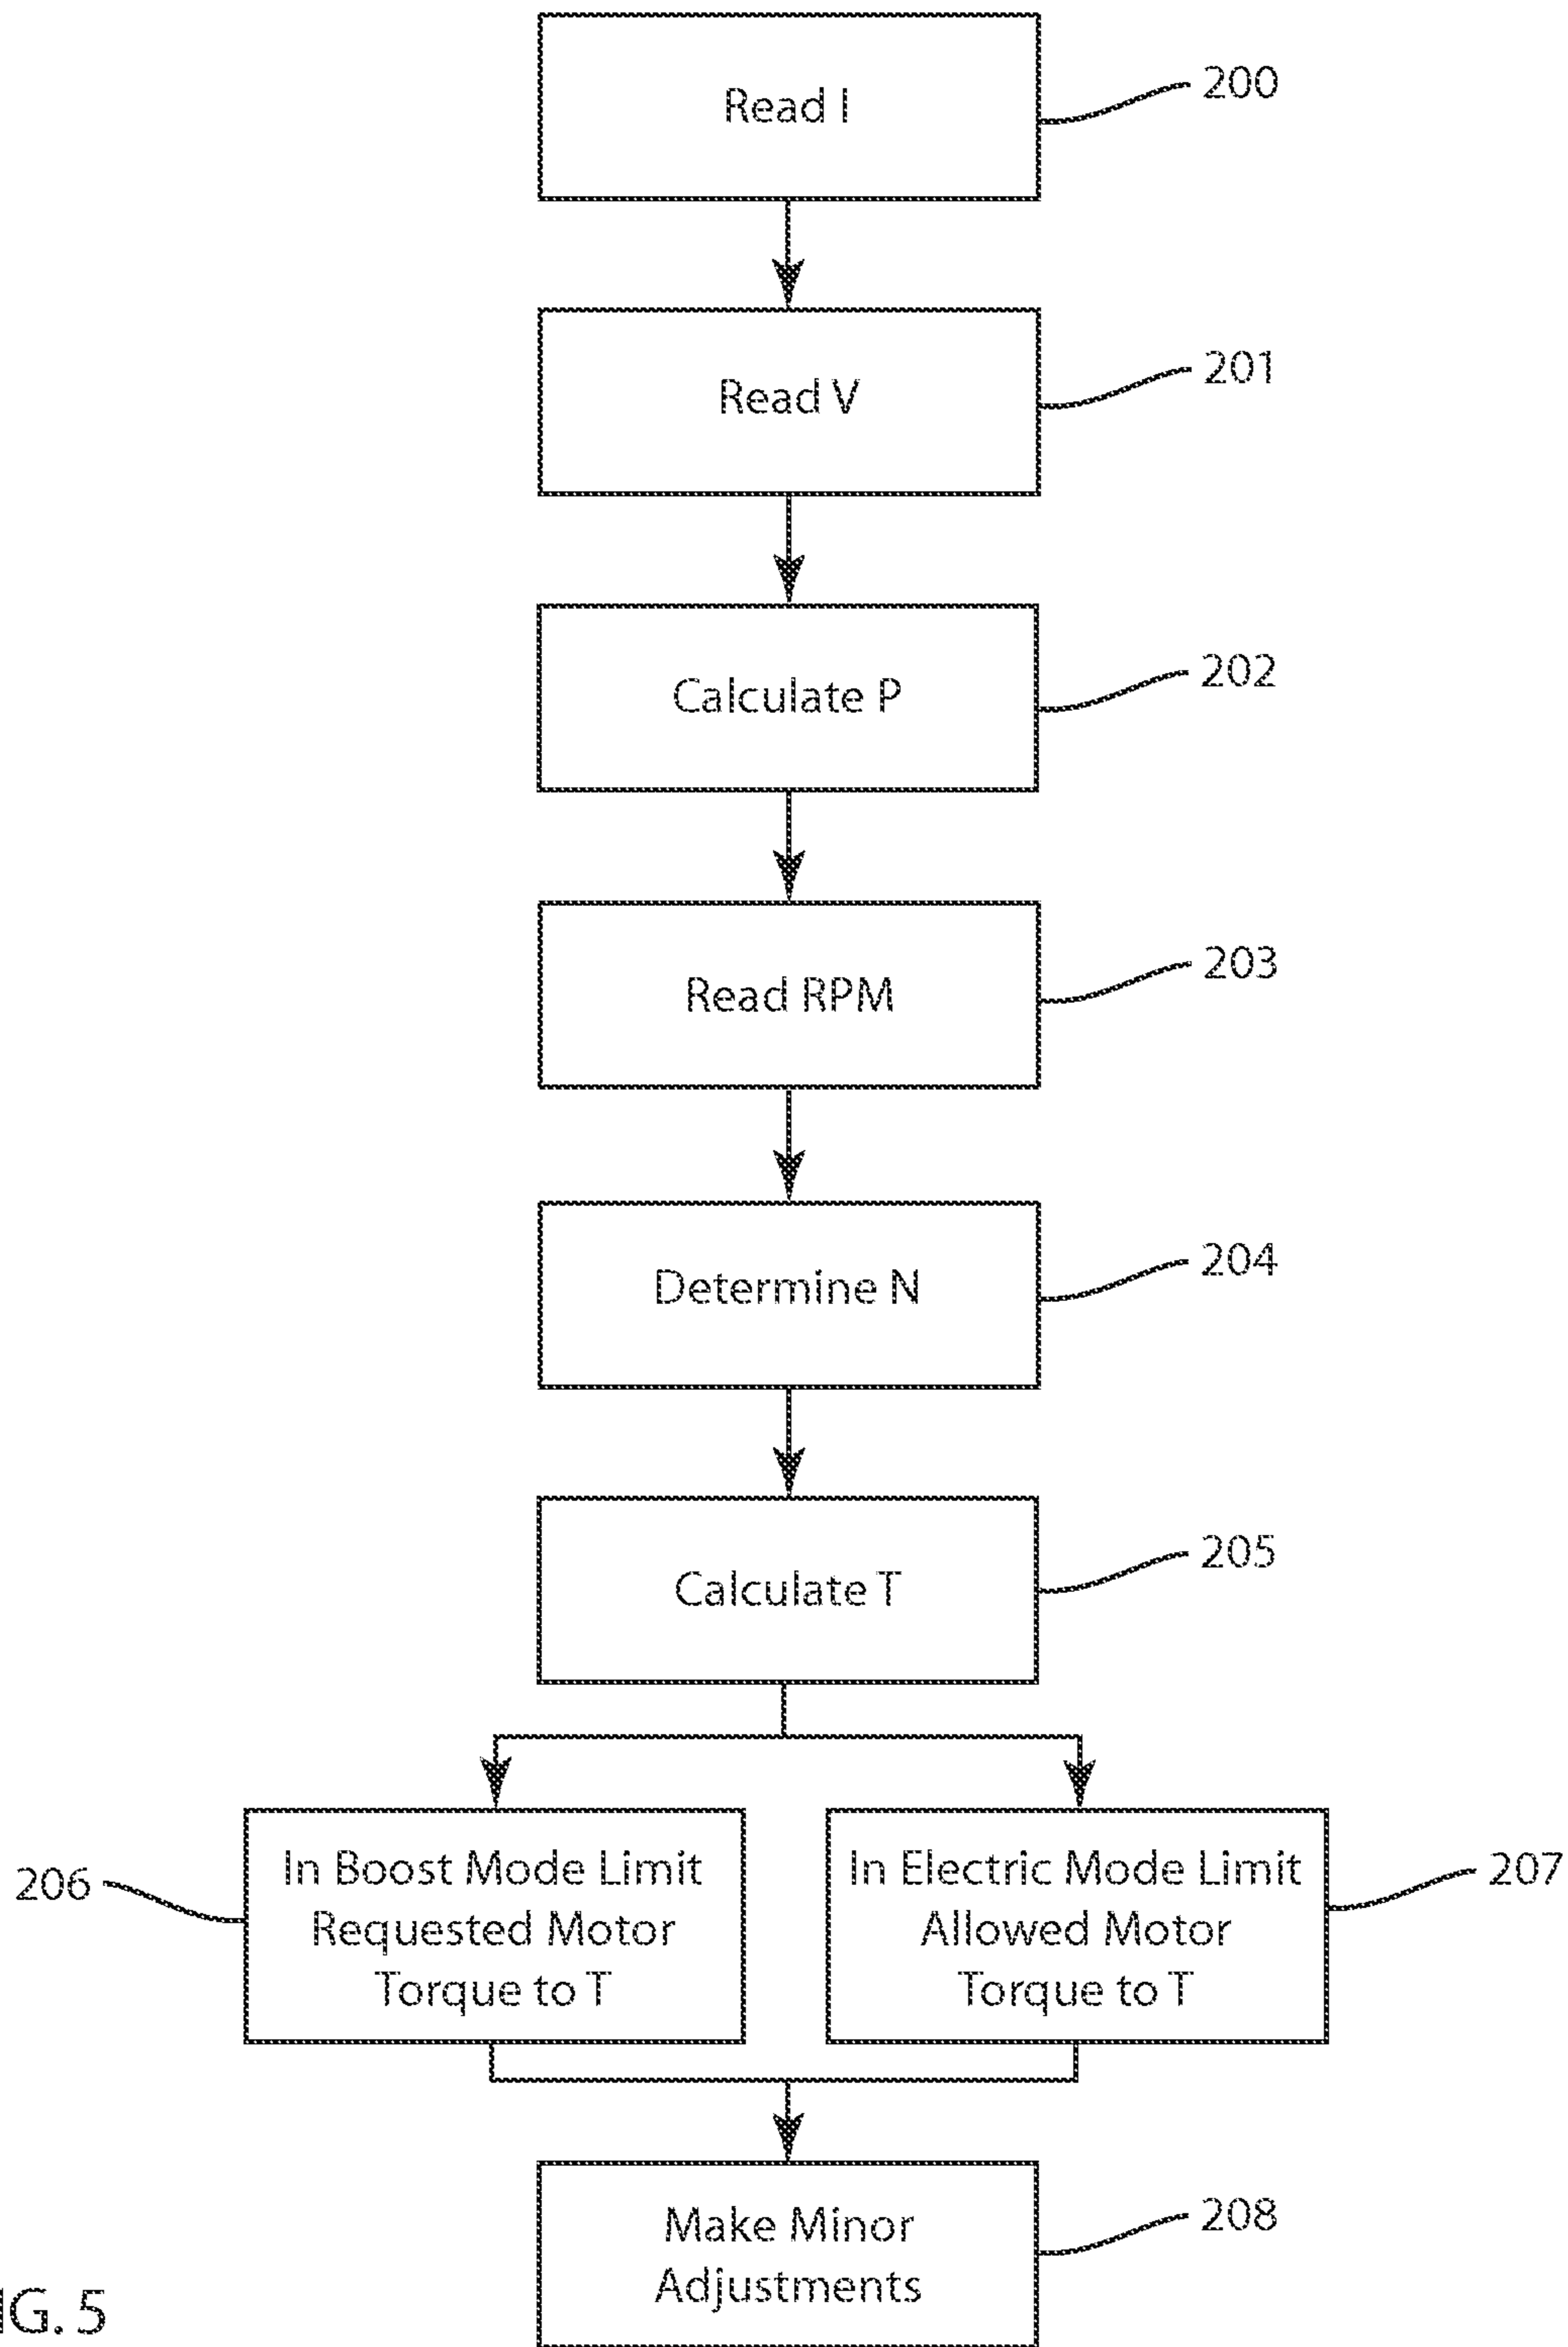 Read I
200
Read V
201
Calculate P
202
Read RPM
203
Determine N
204
Calculate T
205
206
In Boost Mode Limit
Requested Motor
Torque to T
In Electric Mode Limit
Allowed Motor
Torque to T
207
Make Minor
Adjustments
208
IG. 5